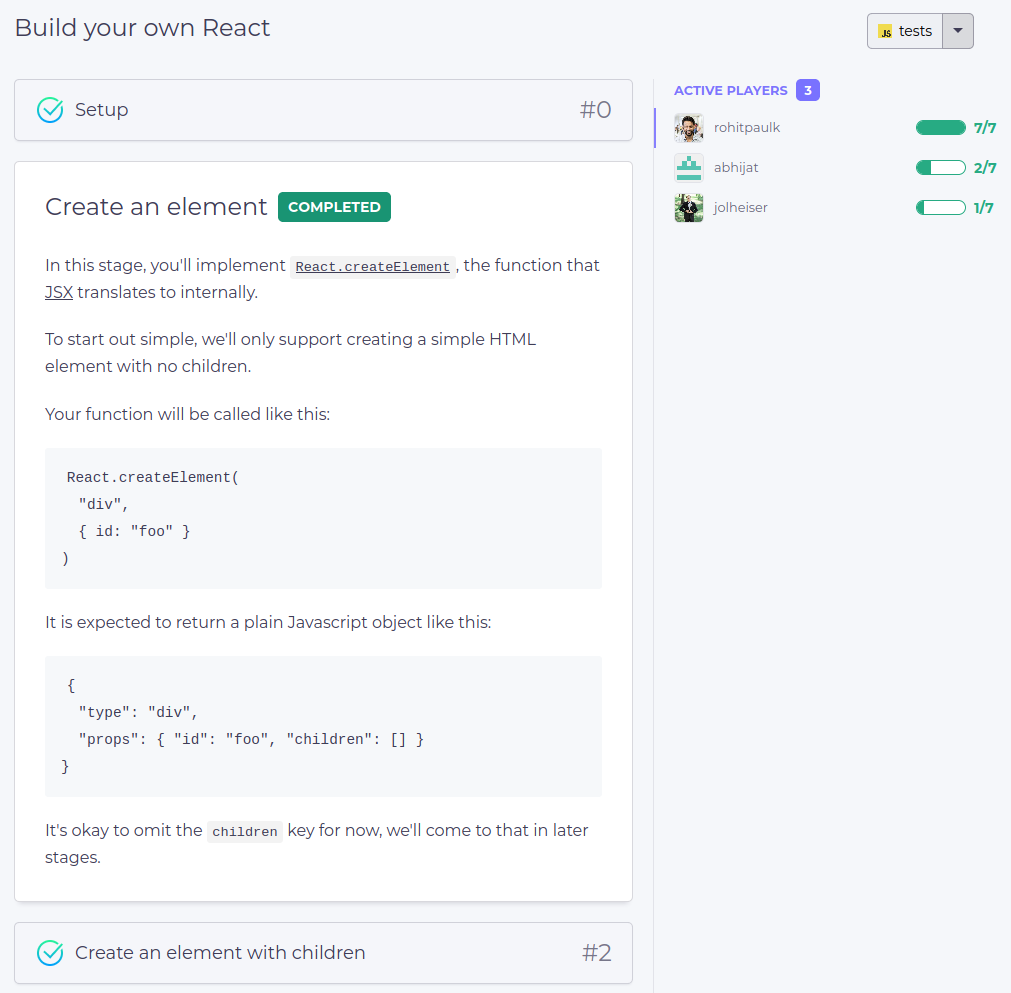 Build your own React
JS tests
Setup #0
Create an element COMPLETED
In this stage, you'll implement React.createElement, the function that
JSX translates to internally.
To start out simple, we'll only support creating a simple HTML
element with no children.
Your function will be called like this:
React.createElement(
"div",
{ id: "foo" }
)
It is expected to return a plain Javascript object like this:
{
"type": "div",
"props": { "id": "foo", "children": [] }
}
It's okay to omit the children key for now, we'll come to that in later
stages.
Create an element with children #2
ACTIVE PLAYERS 3
rohitpaulk 7/7
abhijat 2/7
jolheiser 1/7